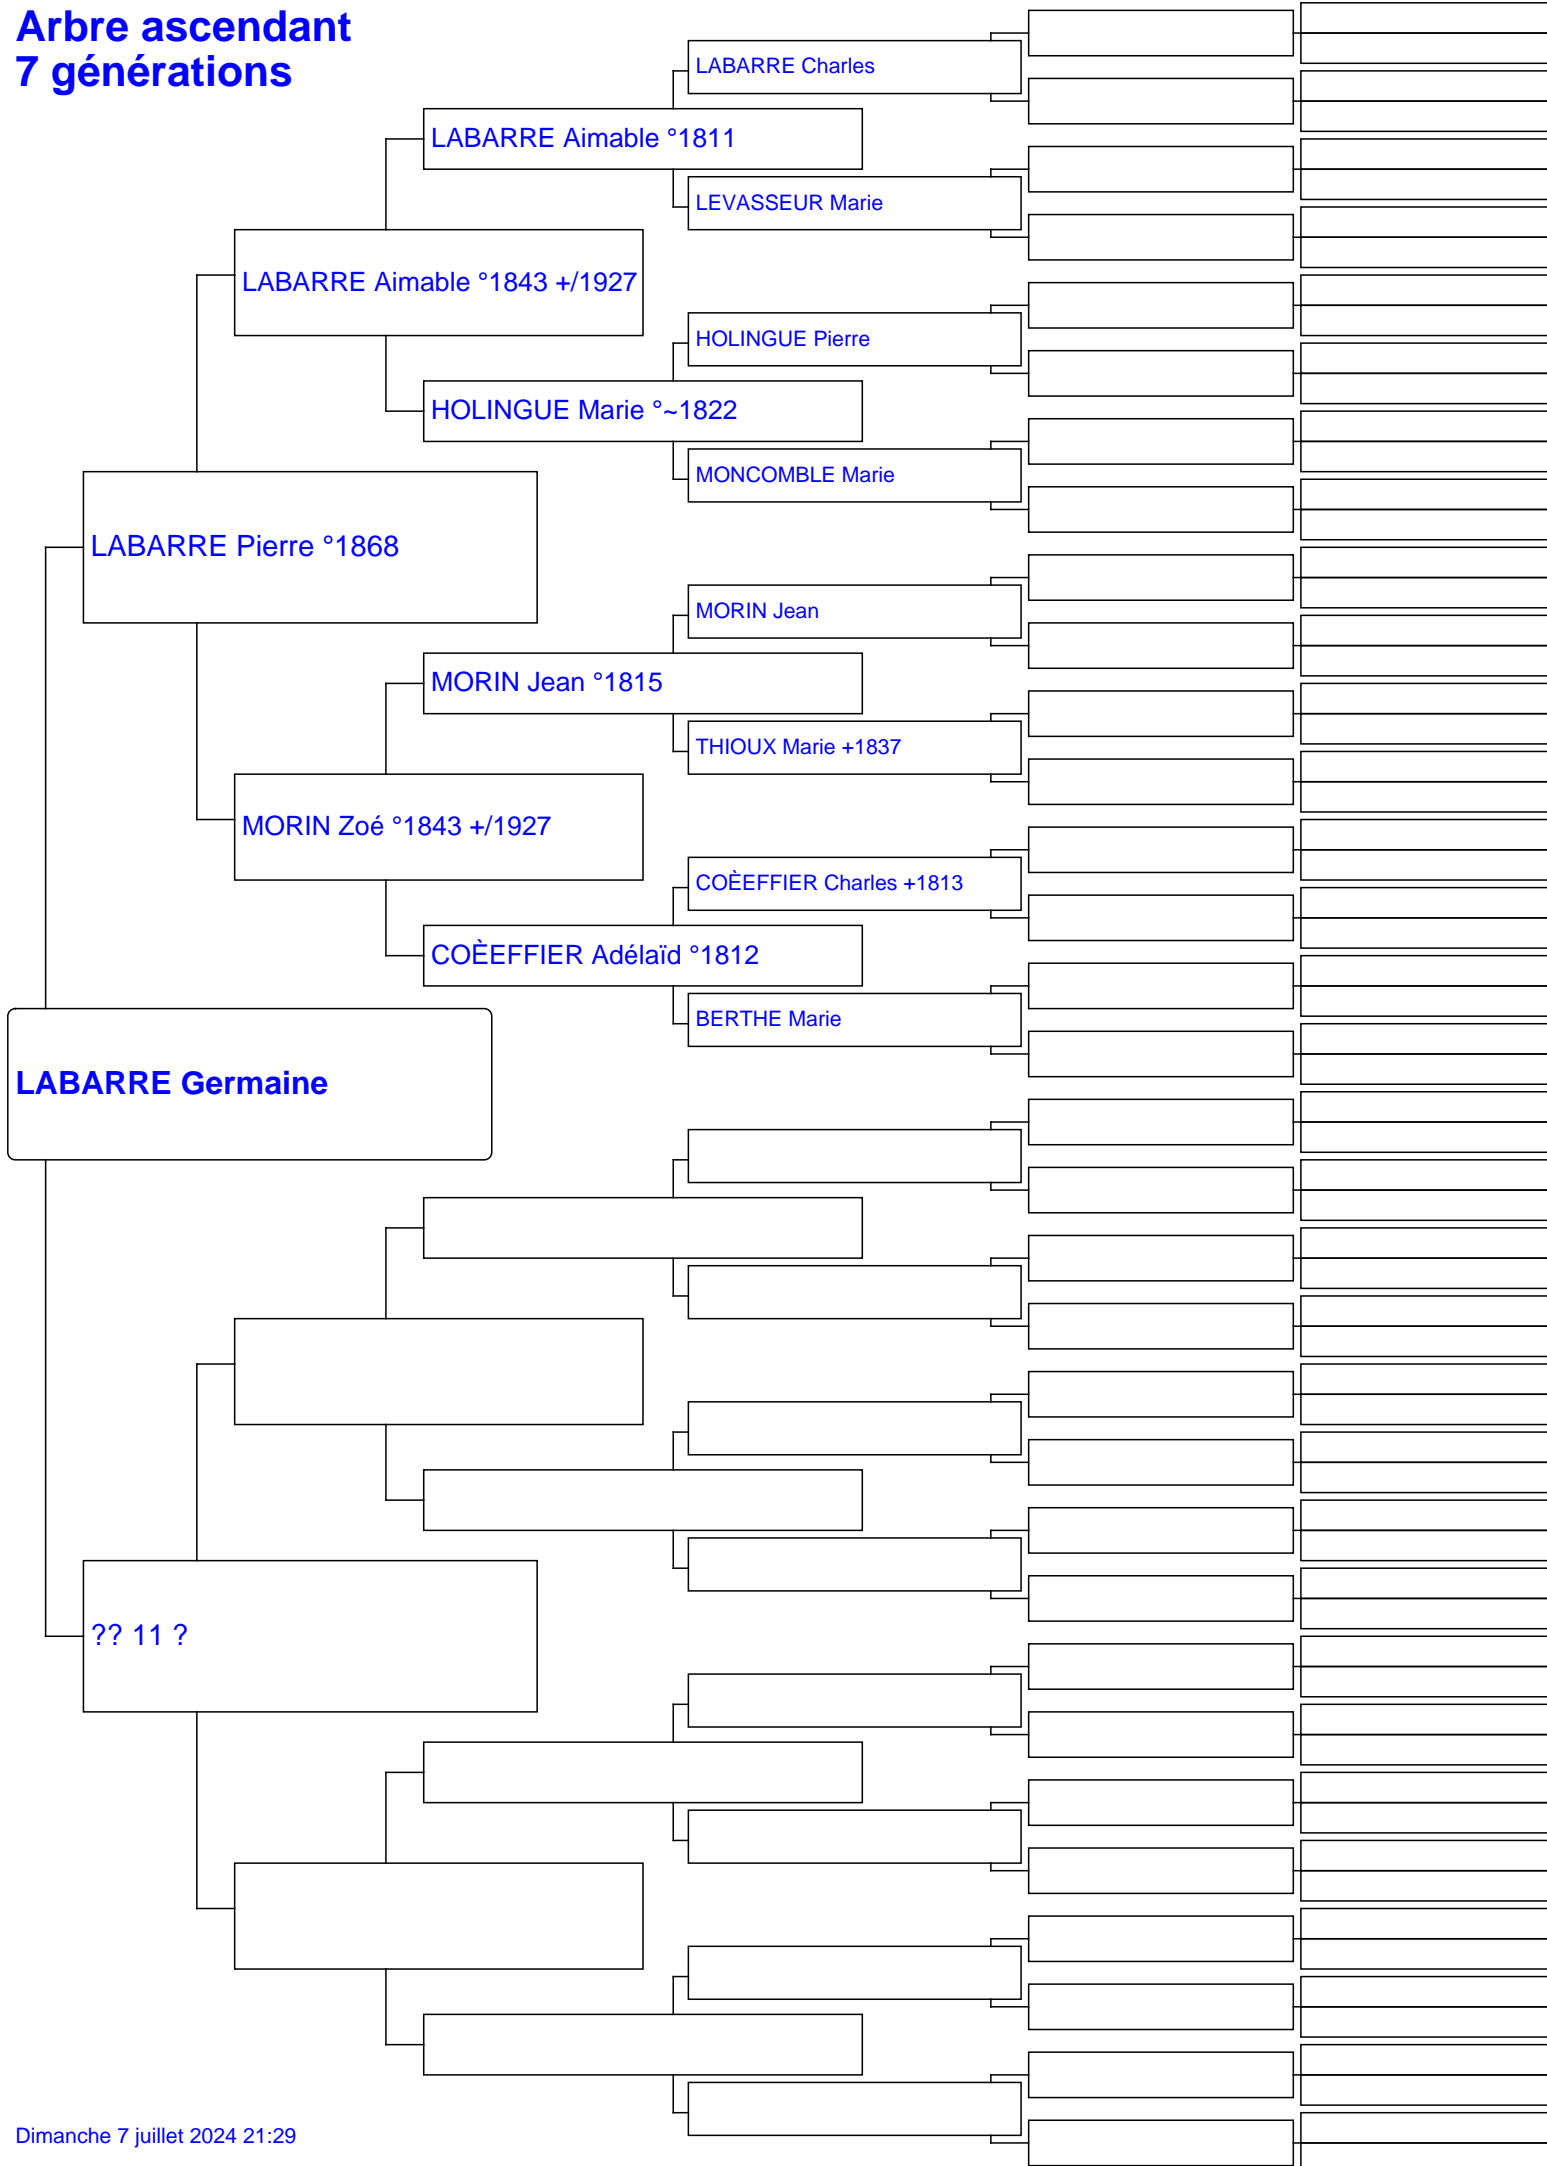 Arbre ascendant
7 générations
LABARRE Charles
LABARRE Aimable °1811
LEVASSEUR Marie
LABARRE Aimable °1843 +/1927
HOLINGUE Pierre
HOLINGUE Marie °~1822
MONCOMBLE Marie
LABARRE Pierre °1868
MORIN Jean
MORIN Jean °1815
THIOUX Marie +1837
MORIN Zoé °1843 +/1927
COÈEFFIER Charles +1813
COÈEFFIER Adélaïd °1812
BERTHE Marie
LABARRE Germaine
?? 11 ?
Dimanche 7 juillet 2024 21:29